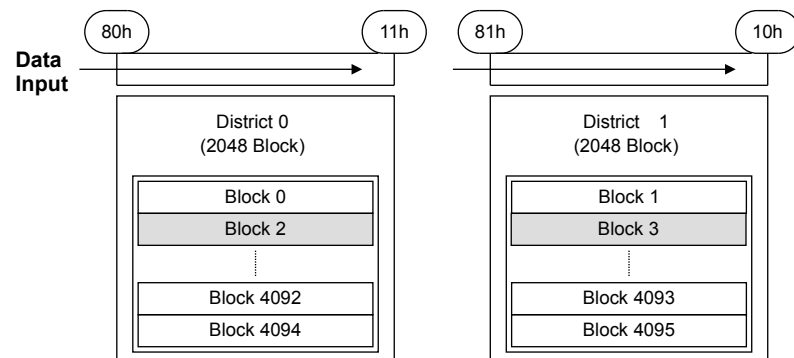 80h 11h 81h 10h
Data
Input
District 0
(2048 Block)
Block 0
Block 2
Block 4092
Block 4094
District 1
(2048 Block)
Block 1
Block 3
Block 4093
Block 4095